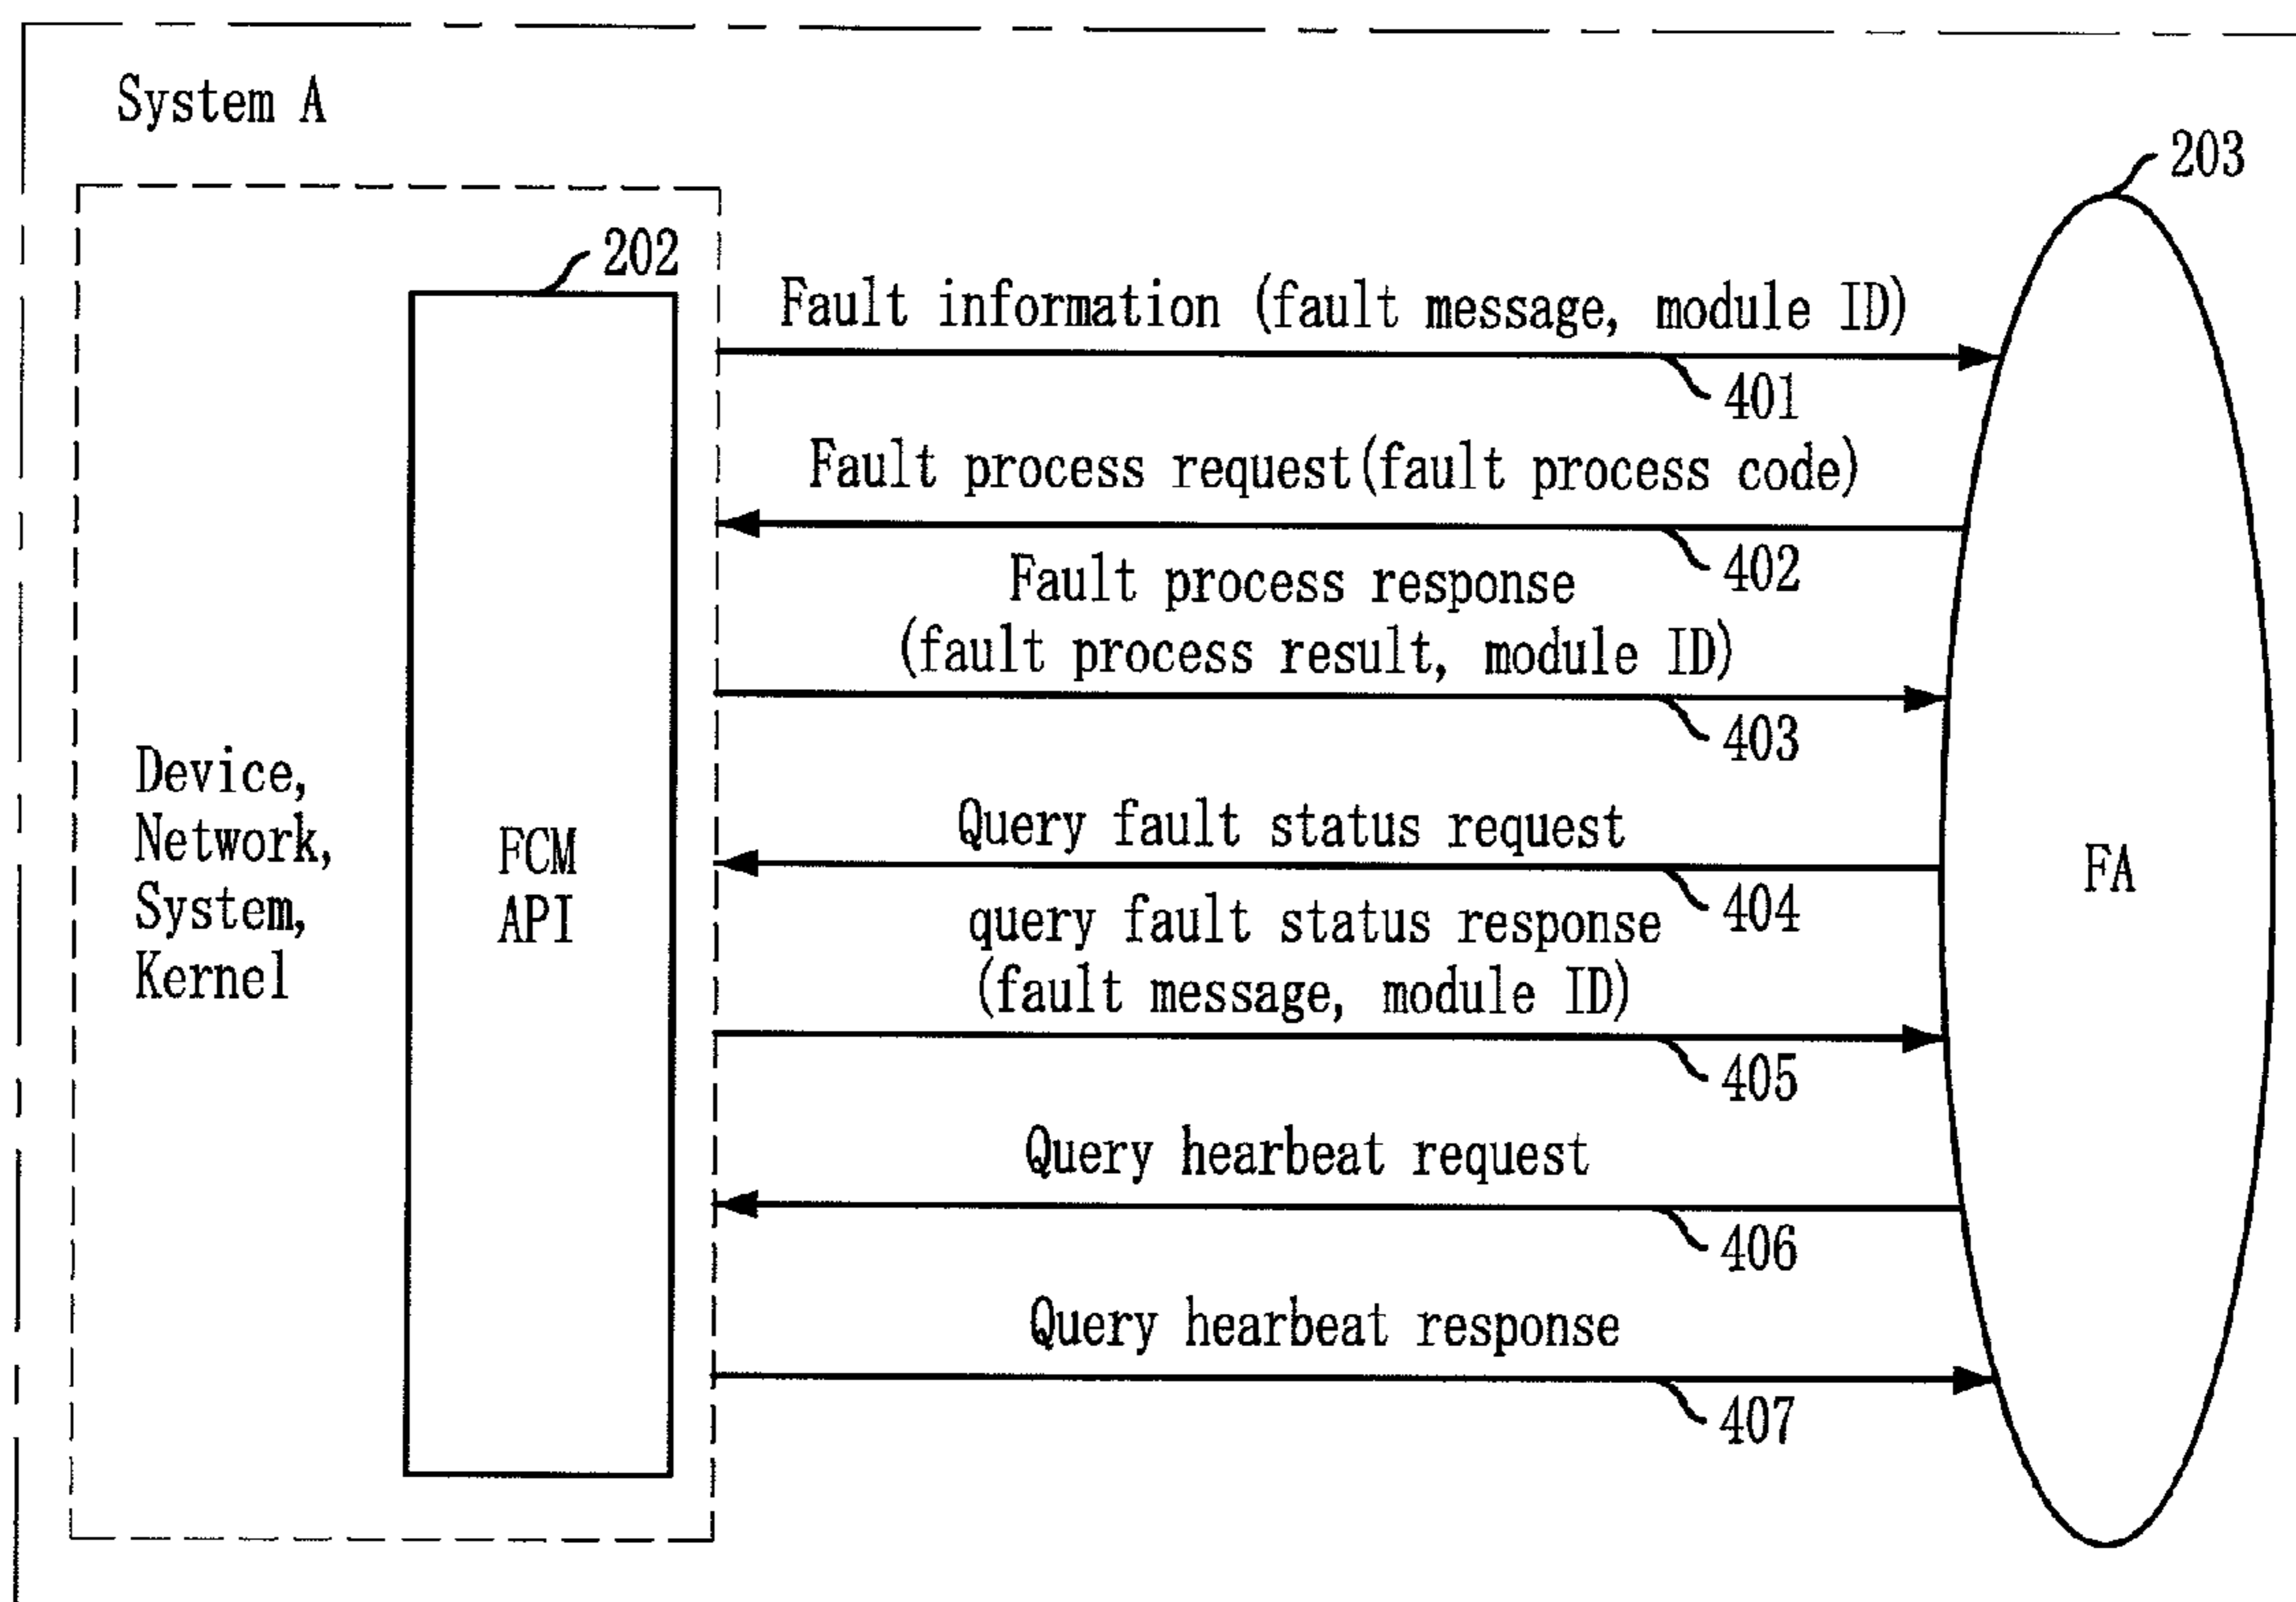 System A
203
202
Fault information (fault message, module ID)
401
Fault process request(fault process code)
402
Fault process response
(fault process result, module ID)
403
Device,
Network,
System,
Kernel
FCM
API
Query fault status request
404
FA
query fault status response
(fault message, module ID)
405
Query hearbeat request
406
Query hearbeat response
407